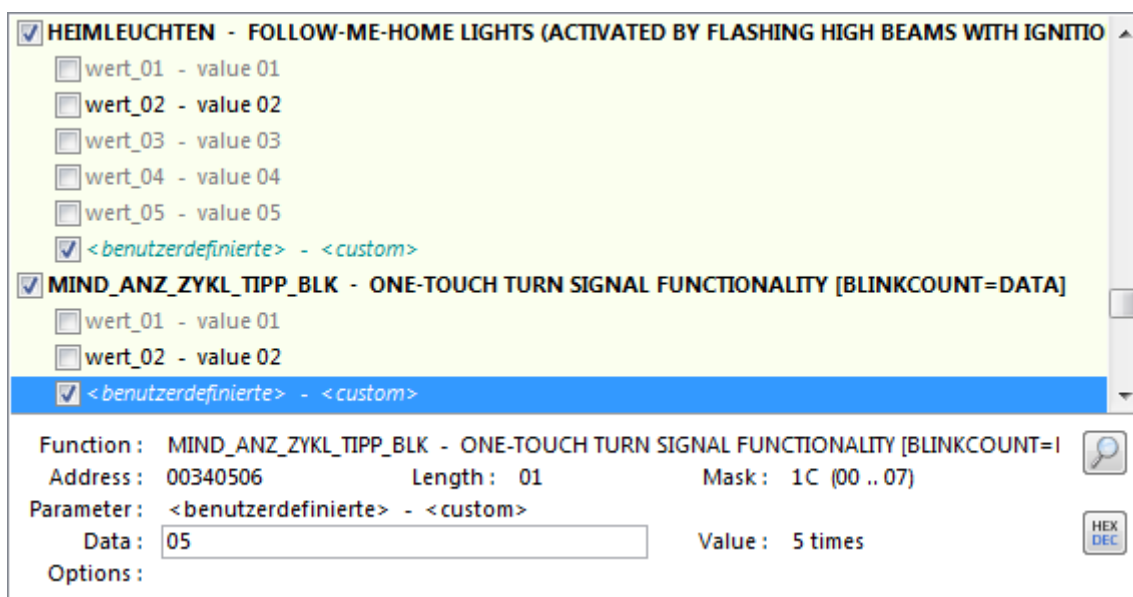 HEIMLEUCHTEN - FOLLOW-ME-HOME LIGHTS (ACTIVATED BY FLASHING HIGH BEAMS WITH IGNITIO
wert_01 - value 01
wert_02 - value 02
wert_03 - value 03
wert_04 - value 04
wert_05 - value 05
<benutzerdefinierte> - <custom>
MIND_ANZ_ZYKL_TIPP_BLK - ONE-TOUCH TURN SIGNAL FUNCTIONALITY [BLINKCOUNT=DATA]
wert_01 - value 01
wert_02 - value 02
<benutzerdefinierte> - <custom>
Function : MIND_ANZ_ZYKL_TIPP_BLK - ONE-TOUCH TURN SIGNAL FUNCTIONALITY [BLINKCOUNT=I
Address : 00340506 Length : 01 Mask : 1C (00 .. 07)
Parameter : <benutzerdefinierte> - <custom>
Data : 05 Value : 5 times HEX DEC
Options :